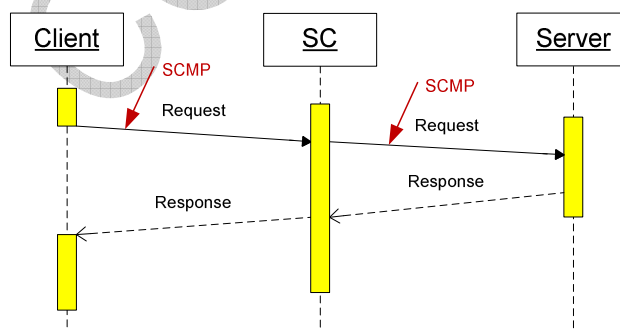 Client
SC
Server
SCMP
SCMP
Request
Request
Response
Response